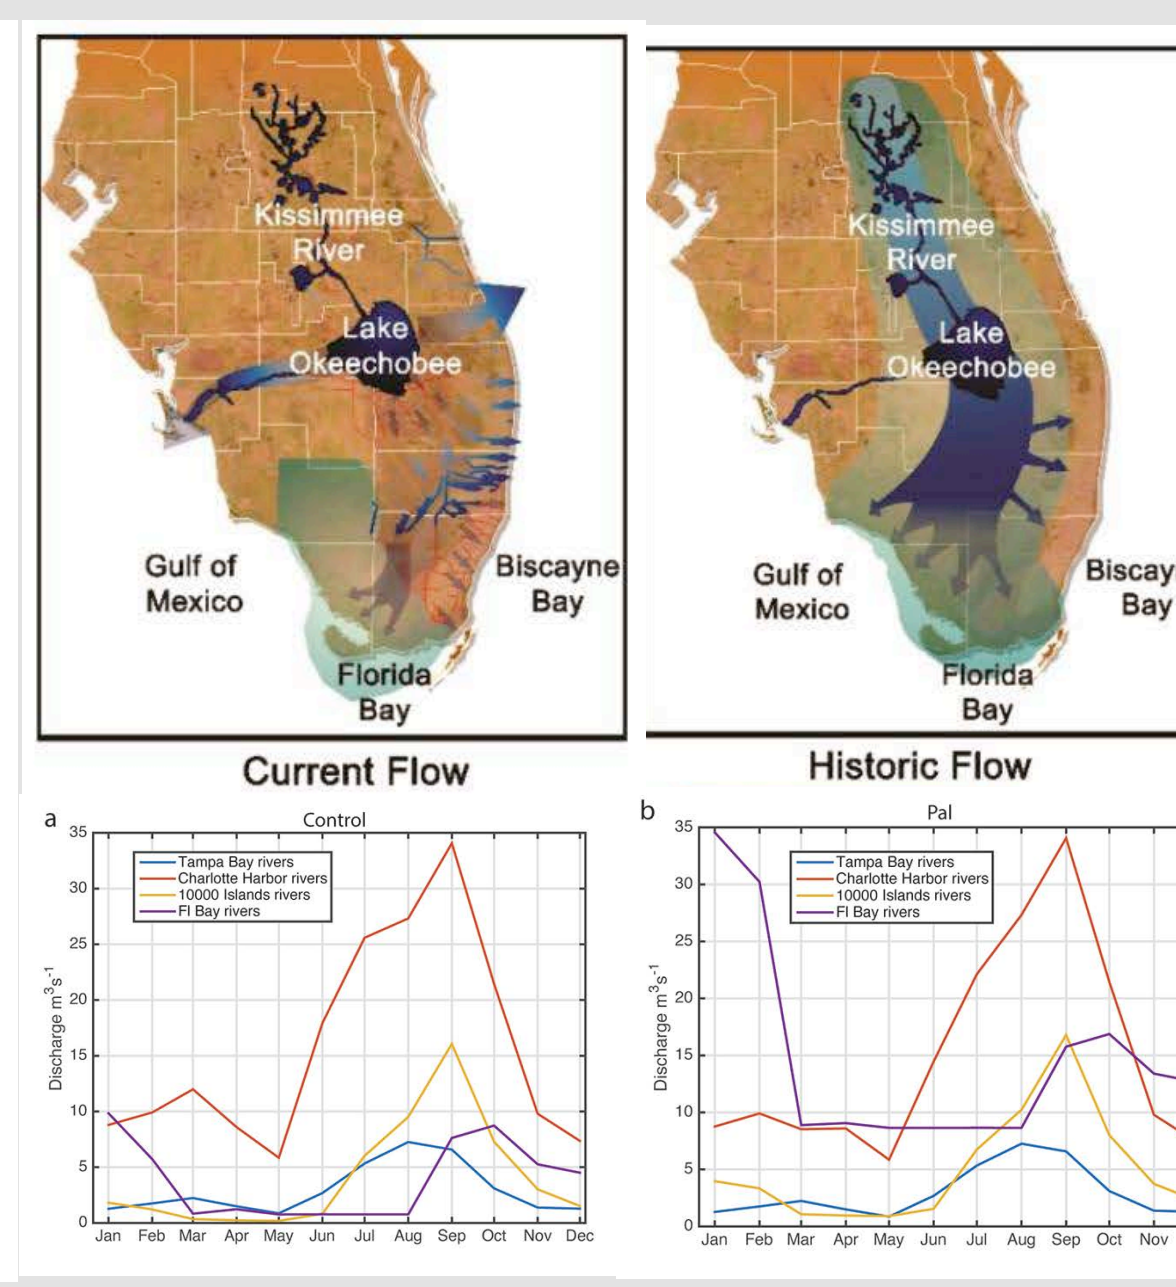 Kissimmee
River
Lake
Okeechobee
Gulf of
Mexico
Biscayne
Bay
Florida
Bay
Current Flow
Kissimmee
River
Lake
Okeechobee
Gulf of
Mexico
Biscay
Bay
Florida
Bay
Historic Flow
a
Control
35
30
25
20
15
10
5
0
Discharge m³s⁻¹
Tampa Bay rivers
Charlotte Harbor rivers
10000 Islands rivers
Fl Bay rivers
Jan Feb Mar Apr May Jun Jul Aug Sep Oct Nov Dec
b
Pal
35
30
25
20
15
10
5
0
Discharge m³s⁻¹
Tampa Bay rivers
Charlotte Harbor rivers
10000 Islands rivers
Fl Bay rivers
Jan Feb Mar Apr May Jun Jul Aug Sep Oct Nov